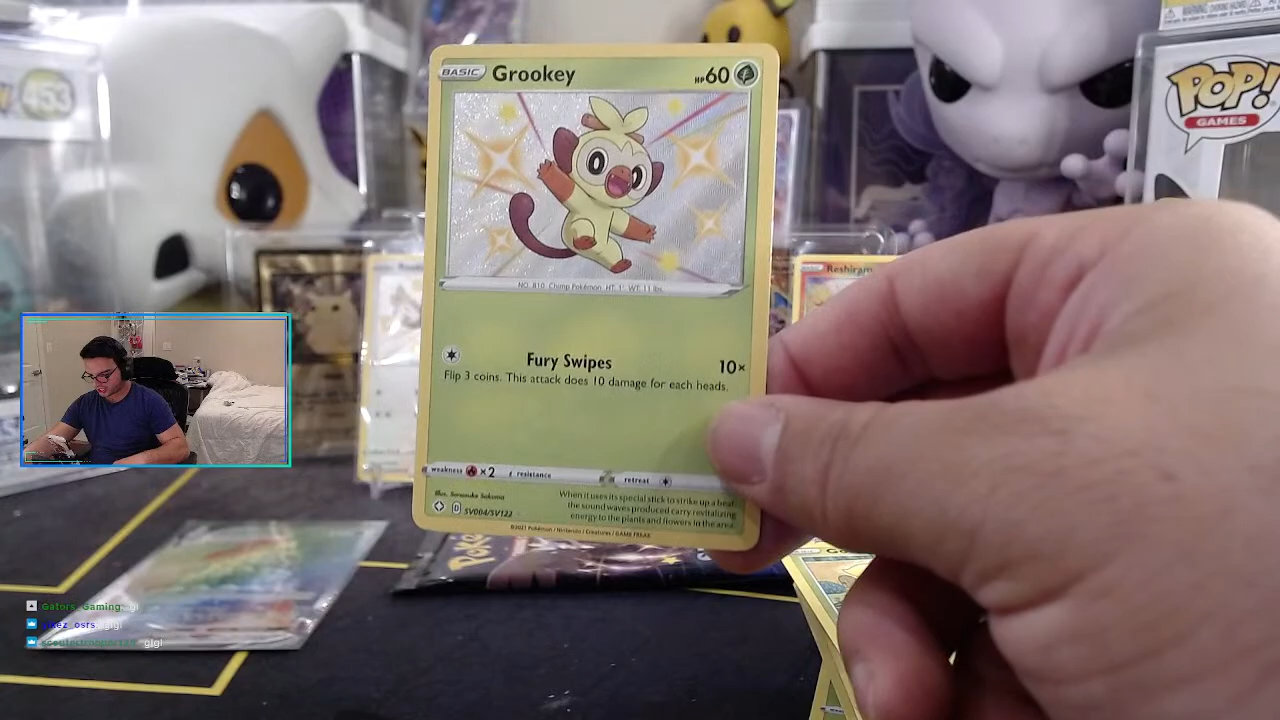 BASIC Grookey HP60
NO. 810 Chimp Pokémon. HT. 1' WT. 11 lbs.
Fury Swipes 10×
Flip 3 coins. This attack does 10 damage for each heads.
weakness ×2 resistance retreat
Illus. Sanosuke Sakuma
When it uses its special stick to strike up a beat,
the sound waves produced carry revitalizing
energy to the plants and flowers in the area.
D SV004/SV122
©2021 Pokémon / Nintendo / Creatures / GAME FREAK
453
POP!
GAMES
Reshiram
Gators_Gaming: gl
glgl
glgl